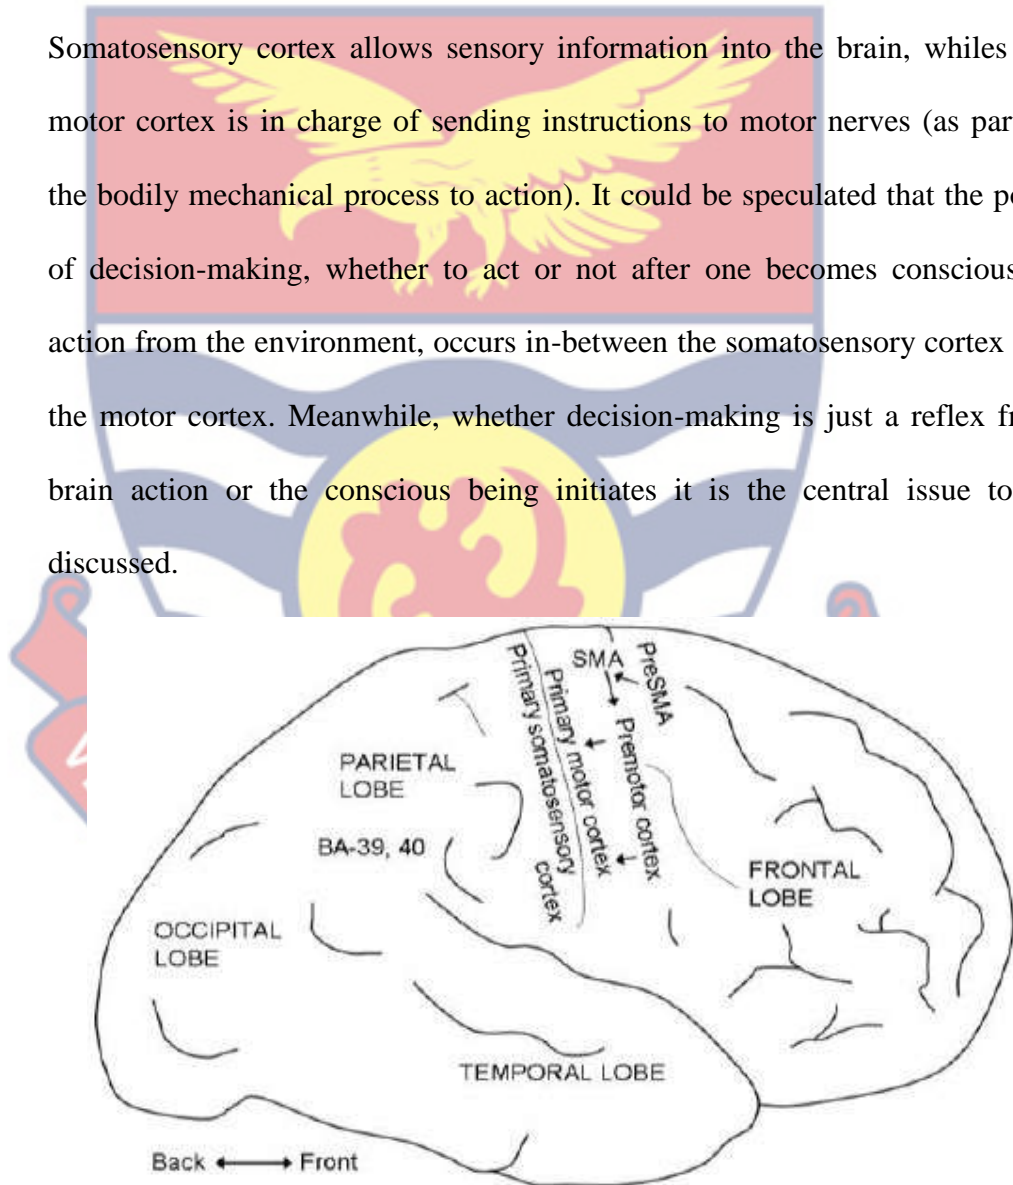 Somatosensory cortex allows sensory information into the brain, whiles
motor cortex is in charge of sending instructions to motor nerves (as par
the bodily mechanical process to action). It could be speculated that the po
of decision-making, whether to act or not after one becomes conscious
action from the environment, occurs in-between the somatosensory cortex
the motor cortex. Meanwhile, whether decision-making is just a reflex fr
brain action or the conscious being initiates it is the central issue to
discussed.
SMA
PreSMA
Premotor cortex
Primary motor cortex
Primary somatosensory
cortex
PARIETAL
LOBE
BA-39, 40
FRONTAL
LOBE
OCCIPITAL
LOBE
TEMPORAL LOBE
Back Front